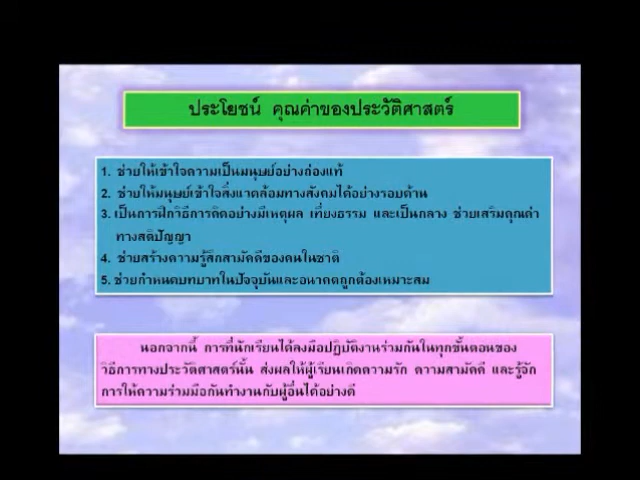 ประโยชน์ คุณค่าของประวัติศาสตร์
1. ช่วยให้เข้าใจความเป็นมนุษย์อย่างถ่องแท้
2. ช่วยให้มนุษย์เข้าใจสิ่งแวดล้อมทางสังคมได้อย่างรอบด้าน
3. เป็นการฝึกวิธีการคิดอย่างมีเหตุผล เที่ยงธรรม และเป็นกลาง ช่วยเสริมคุณค่า
ทางสติปัญญา
4. ช่วยสร้างความรู้สึกสามัคคีของคนในชาติ
5. ช่วยกำหนดบทบาทในปัจจุบันและอนาคตถูกต้องเหมาะสม
นอกจากนี้ การที่นักเรียนได้ลงมือปฏิบัติงานร่วมกันในทุกขั้นตอนของ
วิธีการทางประวัติศาสตร์นั้น ส่งผลให้ผู้เรียนเกิดความรัก ความสามัคคี และรู้จัก
การให้ความร่วมมือกันทำงานกับผู้อื่นได้อย่างดี